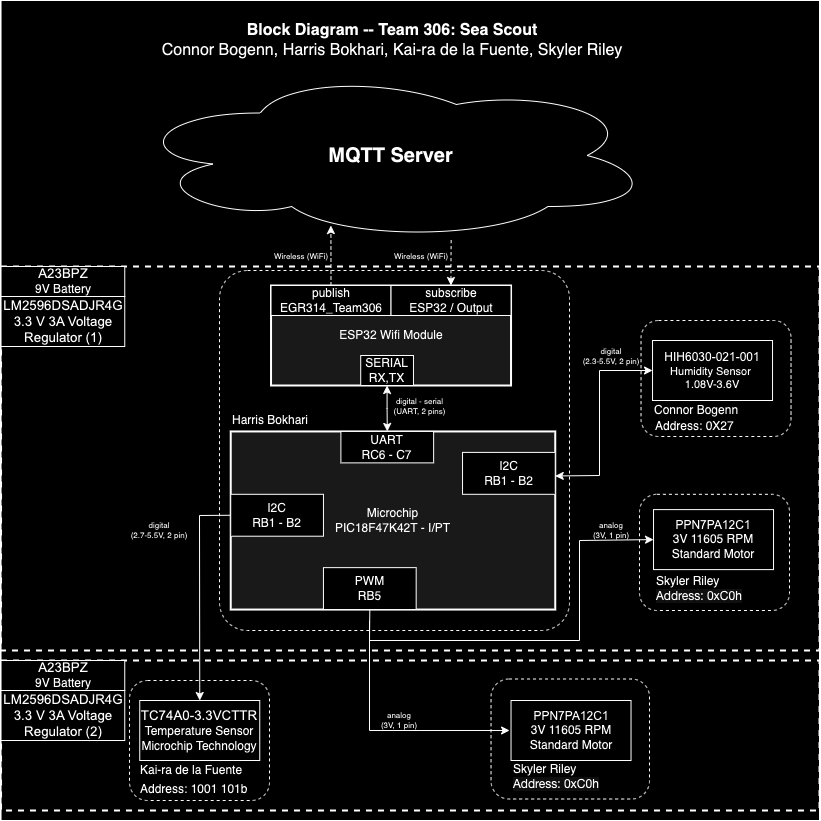 Block Diagram -- Team 306: Sea Scout
Connor Bogenn, Harris Bokhari, Kai-ra de la Fuente, Skyler Riley
MQTT Server
Wireless (WiFi)
Wireless (WiFi)
A23BPZ
9V Battery
LM2596DSADJR4G
3.3 V 3A Voltage
Regulator (1)
publish
EGR314_Team306
subscribe
ESP32 / Output
ESP32 Wifi Module
SERIAL
RX,TX
digital - serial
(UART, 2 pins)
digital
(2.3-5.5V, 2 pin)
HIH6030-021-001
Humidity Sensor
1.08V-3.6V
Connor Bogenn
Address: 0X27
Harris Bokhari
UART
RC6 - C7
I2C
RB1 - B2
I2C
RB1 - B2
Microchip
PIC18F47K42T - I/PT
digital
(2.7-5.5V, 2 pin)
PWM
RB5
analog
(3V, 1 pin)
PPN7PA12C1
3V 11605 RPM
Standard Motor
Skyler Riley
Address: 0xC0h
A23BPZ
9V Battery
LM2596DSADJR4G
3.3 V 3A Voltage
Regulator (2)
TC74A0-3.3VCTTR
Temperature Sensor
Microchip Technology
Kai-ra de la Fuente
Address: 1001 101b
analog
(3V, 1 pin)
PPN7PA12C1
3V 11605 RPM
Standard Motor
Skyler Riley
Address: 0xC0h